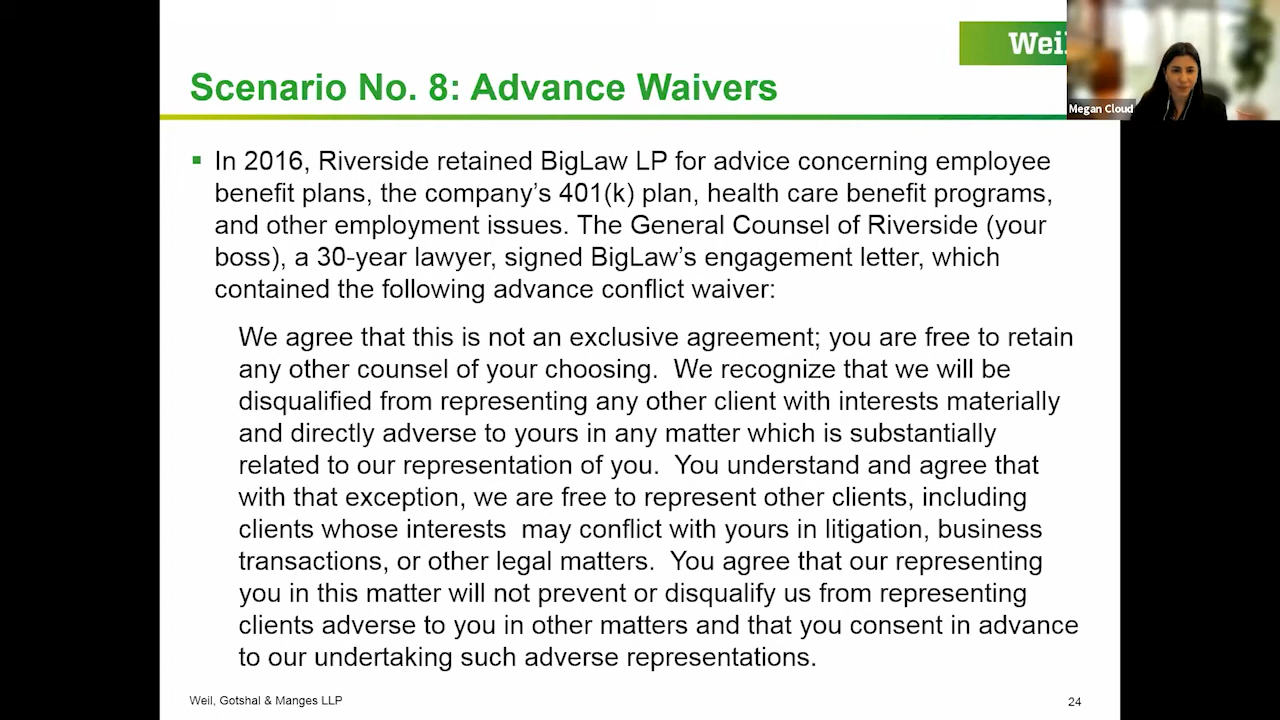 Weil
Megan Cloud
Scenario No. 8: Advance Waivers
In 2016, Riverside retained BigLaw LP for advice concerning employee
benefit plans, the company's 401(k) plan, health care benefit programs,
and other employment issues. The General Counsel of Riverside (your
boss), a 30-year lawyer, signed BigLaw's engagement letter, which
contained the following advance conflict waiver:
We agree that this is not an exclusive agreement; you are free to retain
any other counsel of your choosing. We recognize that we will be
disqualified from representing any other client with interests materially
and directly adverse to yours in any matter which is substantially
related to our representation of you. You understand and agree that
with that exception, we are free to represent other clients, including
clients whose interests may conflict with yours in litigation, business
transactions, or other legal matters. You agree that our representing
you in this matter will not prevent or disqualify us from representing
clients adverse to you in other matters and that you consent in advance
to our undertaking such adverse representations.
Weil, Gotshal & Manges LLP
24